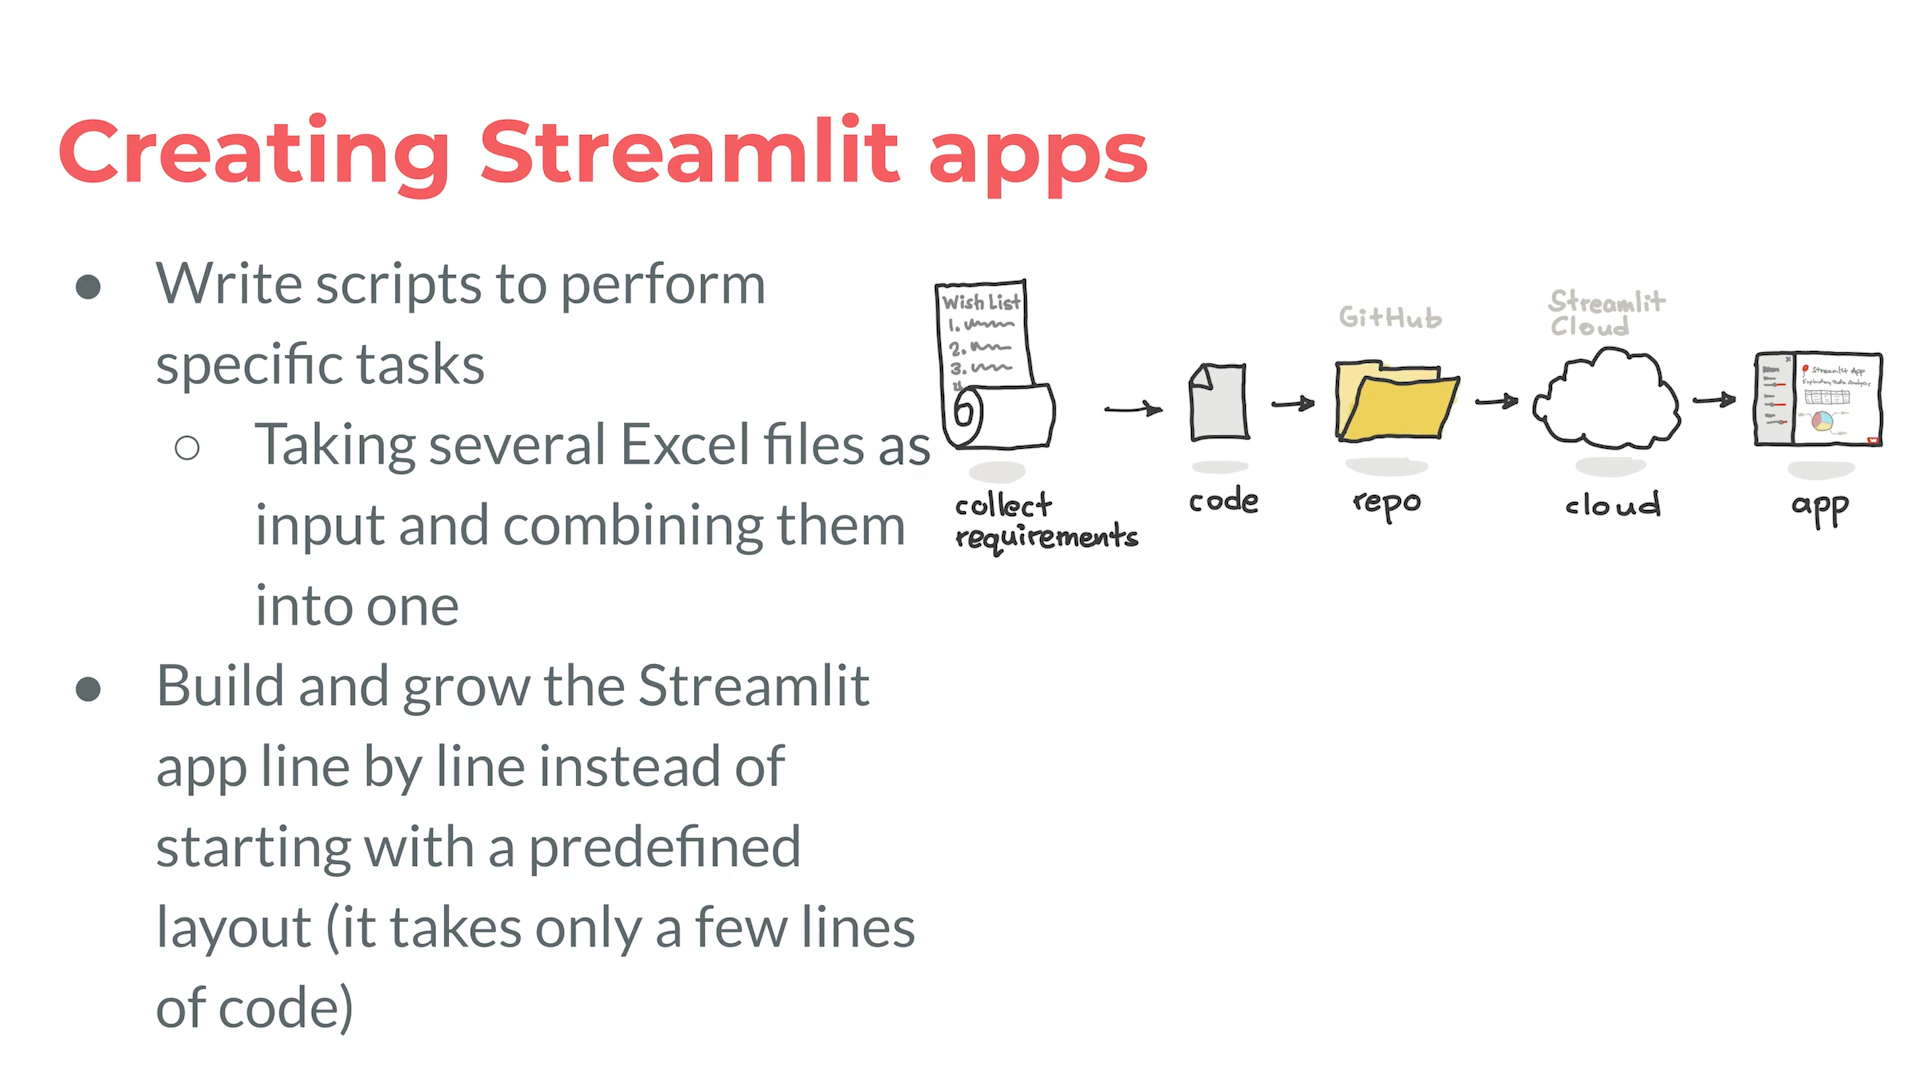 Creating Streamlit apps
● Write scripts to perform
specific tasks
○ Taking several Excel files as
input and combining them
into one
● Build and grow the Streamlit
app line by line instead of
starting with a predefined
layout (it takes only a few lines
of code)
Wish List
1.
2.
3.
collect
requirements
code
GitHub
repo
Streamlit
Cloud
cloud
Streamlit App
Exploratory Data Analysis
app